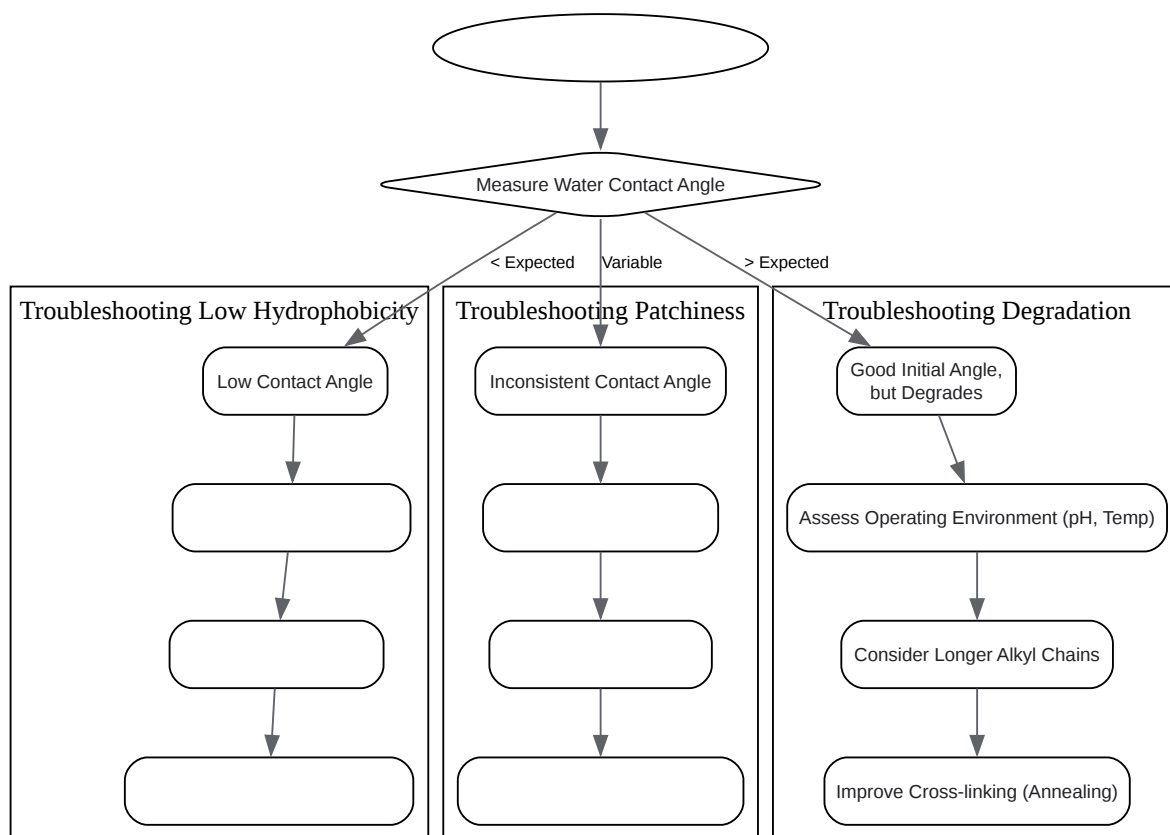 Measure Water Contact Angle
< Expected
Variable
> Expected
Troubleshooting Low Hydrophobicity
Troubleshooting Patchiness
Troubleshooting Degradation
Low Contact Angle
Inconsistent Contact Angle
Good Initial Angle,
but Degrades
Assess Operating Environment (pH, Temp)
Consider Longer Alkyl Chains
Improve Cross-linking (Annealing)